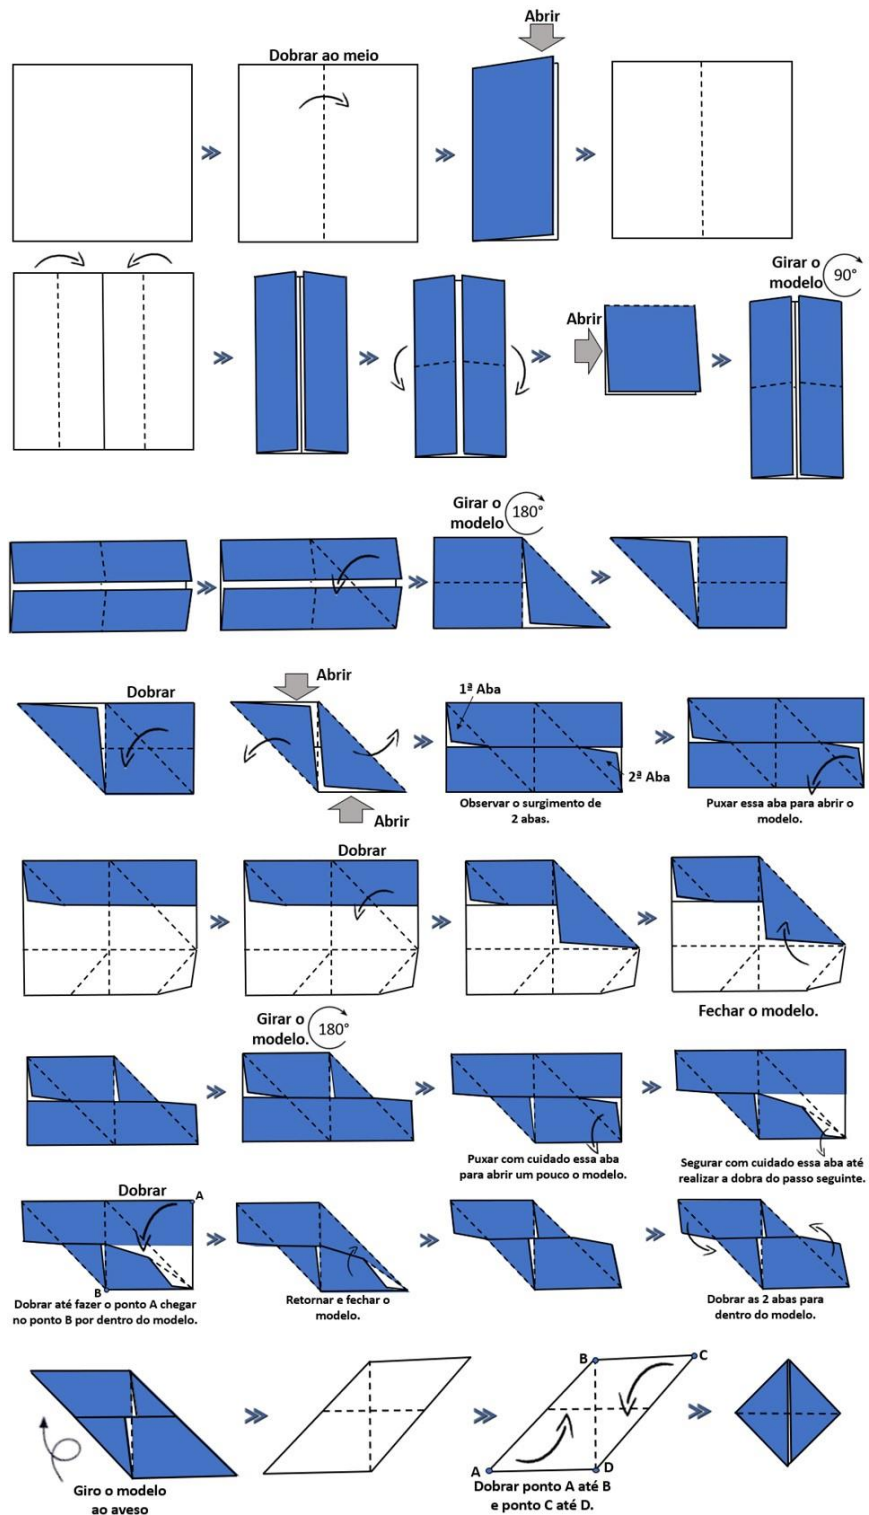 Abrir
Dobrar ao meio
Girar o
modelo
90°
Abrir
Girar o
modelo
180°
Dobrar
Abrir
Abrir
1ª Aba
2ª Aba
Observar o surgimento de
2 abas.
Puxar essa aba para abrir o
modelo.
Dobrar
Fechar o modelo.
Girar o
modelo.
180°
Puxar com cuidado essa aba
para abrir um pouco o modelo.
Segurar com cuidado essa aba até
realizar a dobra do passo seguinte.
Dobrar
A
B
Dobrar até fazer o ponto A chegar
no ponto B por dentro do modelo.
Retornar e fechar o
modelo.
Dobrar as 2 abas para
dentro do modelo.
Giro o modelo
ao aveso
B
C
A
D
Dobrar ponto A até B
e ponto C até D.